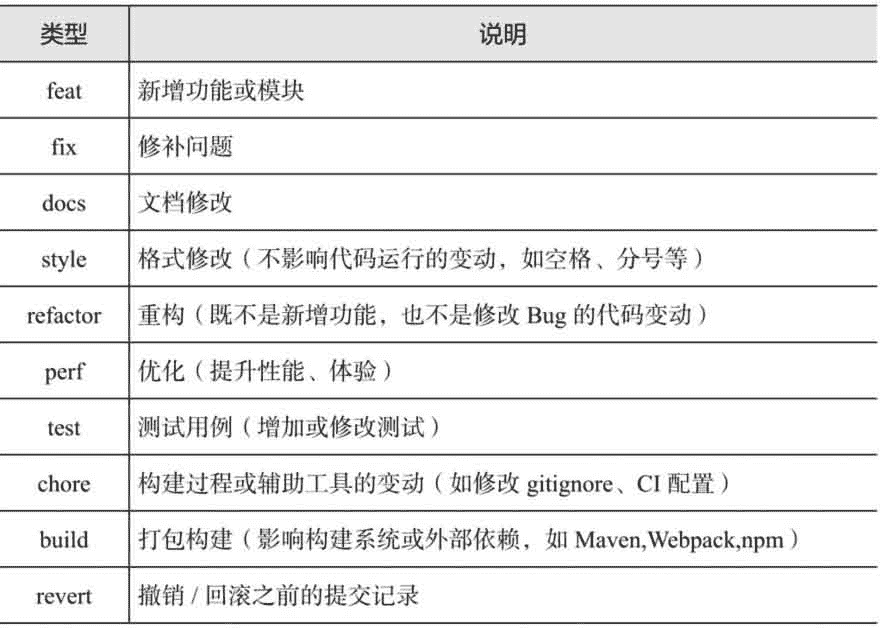 类型 说明
feat 新增功能或模块
fix 修补问题
docs 文档修改
style 格式修改（不影响代码运行的变动，如空格、分号等）
refactor 重构（既不是新增功能，也不是修改 Bug 的代码变动）
perf 优化（提升性能、体验）
test 测试用例（增加或修改测试）
chore 构建过程或辅助工具的变动（如修改 gitignore、CI 配置）
build 打包构建（影响构建系统或外部依赖，如 Maven,Webpack,npm）
revert 撤销 / 回滚之前的提交记录